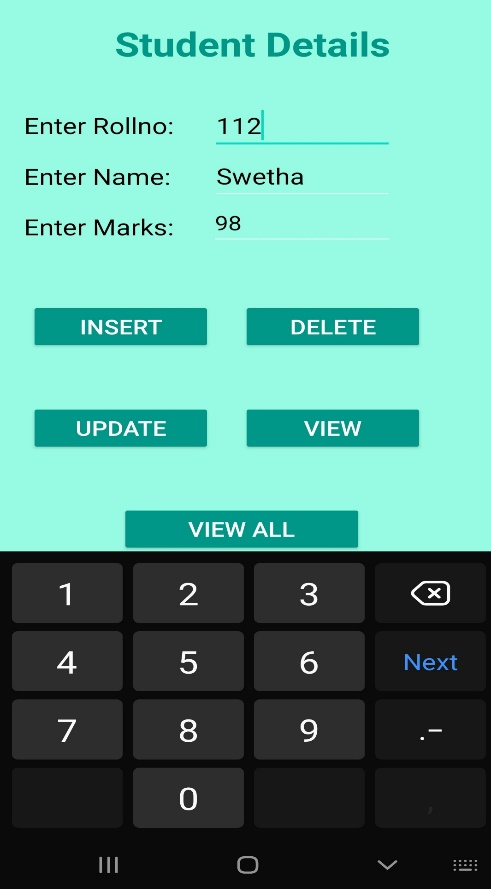 Student Details
Enter Rollno: 112
Enter Name: Swetha
Enter Marks: 98
INSERT DELETE
UPDATE VIEW
VIEW ALL
1 2 3
4 5 6 Next
7 8 9 .-
0 ,